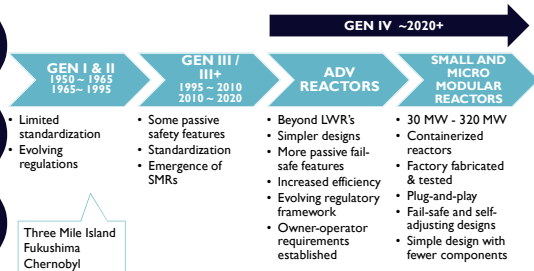 GEN IV ~2020+
GEN I & II
1950 ~ 1965
1965~ 1995
• Limited
standardization
• Evolving
regulations
Three Mile Island
Fukushima
Chernobyl
GEN III /
III+
1995 ~ 2010
2010 ~ 2020
• Some passive
safety features
• Standardization
• Emergence of
SMRs
ADV
REACTORS
• Beyond LWR's
• Simpler designs
• More passive fail-
safe features
• Increased efficiency
• Evolving regulatory
framework
• Owner-operator
requirements
established
SMALL AND
MICRO
MODULAR
REACTORS
• 30 MW - 320 MW
• Containerized
reactors
• Factory fabricated
& tested
• Plug-and-play
• Fail-safe and self-
adjusting designs
• Simple design with
fewer components